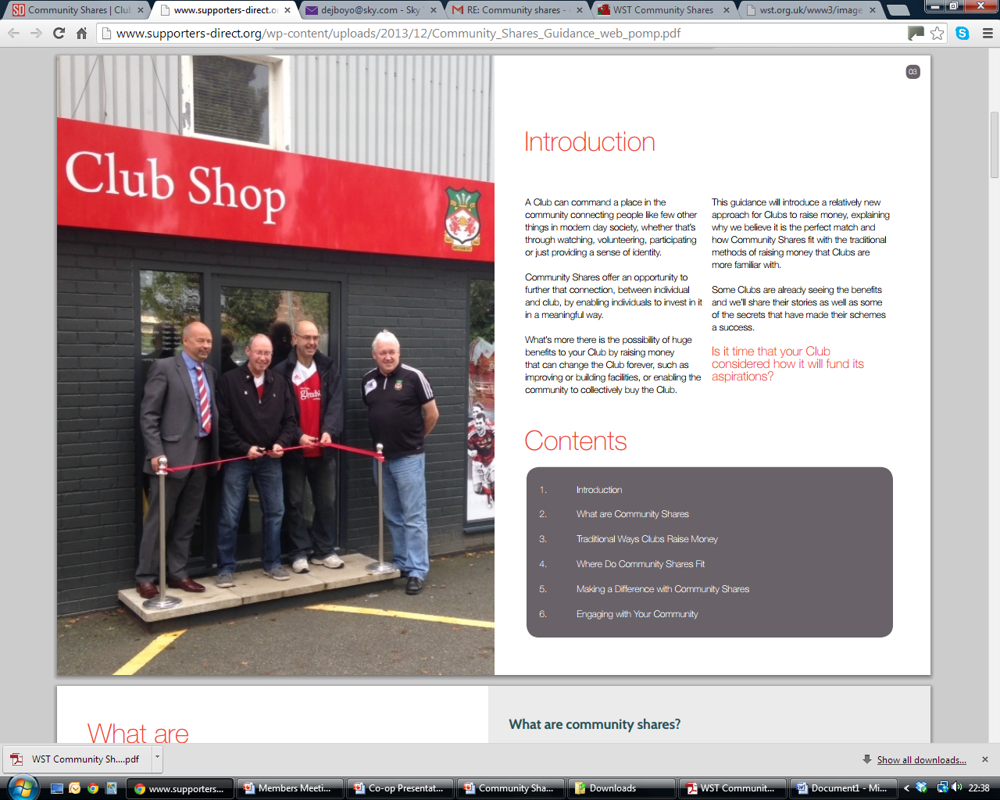 Community Shares | Club
www.supporters-direct.o
dejboyo@sky.com - Sky
RE: Community shares -
WST Community Shares
wst.org.uk/www3/image
www.supporters-direct.org/wp-content/uploads/2013/12/Community_Shares_Guidance_web_pomp.pdf
03
Club Shop
Introduction
A Club can command a place in the
community connecting people like few other
things in modern day society, whether that's
through watching, volunteering, participating
or just providing a sense of identity.
Community Shares offer an opportunity to
further that connection, between individual
and club, by enabling individuals to invest in it
in a meaningful way.
What's more there is the possibility of huge
benefits to your Club by raising money
that can change the Club forever, such as
improving or building facilities, or enabling the
community to collectively buy the Club.
This guidance will introduce a relatively new
approach for Clubs to raise money, explaining
why we believe it is the perfect match and
how Community Shares fit with the traditional
methods of raising money that Clubs are
more familiar with.
Some Clubs are already seeing the benefits
and we'll share their stories as well as some
of the secrets that have made their schemes
a success.
Is it time that your Club
considered how it will fund its
aspirations?
Contents
1. Introduction
2. What are Community Shares
3. Traditional Ways Clubs Raise Money
4. Where Do Community Shares Fit
5. Making a Difference with Community Shares
6. Engaging with Your Community
What are
What are community shares?
WST Community Sh....pdf
Show all downloads...
www.supporters...
Members Meeti...
Co-op Presentat...
Community Sha...
Downloads
WST Communit...
Document1 - Mi...
22:38